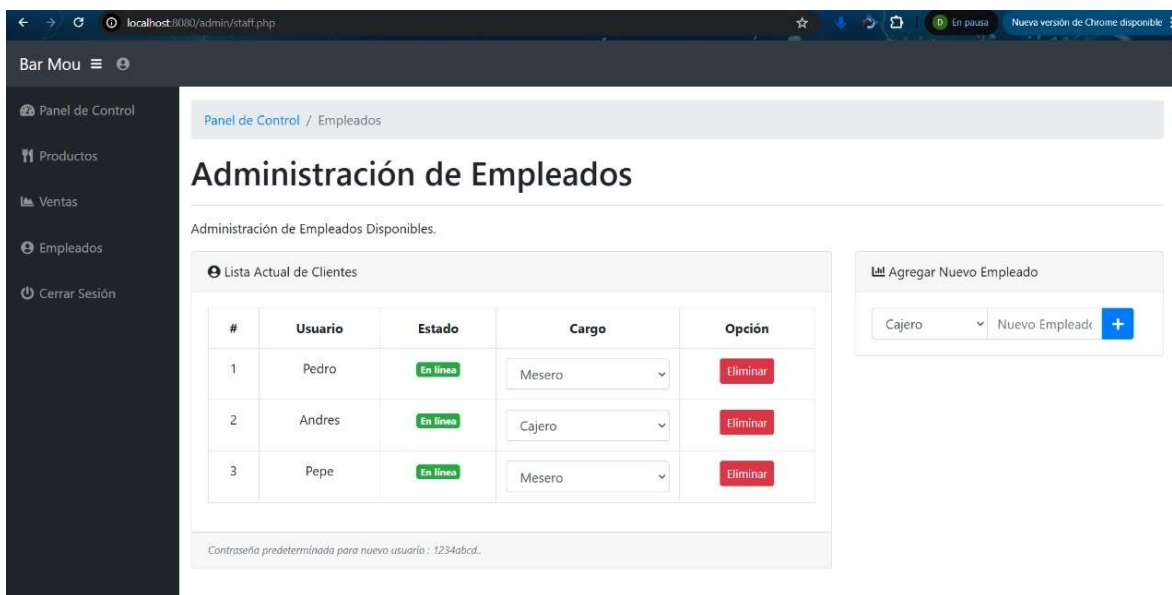 localhost:8080/admin/staff.php
D En pausa
Nueva versión de Chrome disponible
Bar Mou
Panel de Control
Productos
Ventas
Empleados
Cerrar Sesión
Panel de Control / Empleados
Administración de Empleados
Administración de Empleados Disponibles.
Lista Actual de Clientes
# Usuario Estado Cargo Opción
1 Pedro En línea Mesero Eliminar
2 Andres En línea Cajero Eliminar
3 Pepe En línea Mesero Eliminar
Contraseña predeterminada para nuevo usuario : 1234abcd..
Agregar Nuevo Empleado
Cajero Nuevo Empleado +